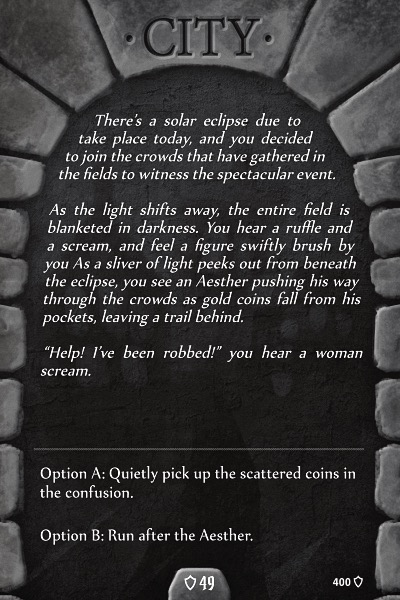 · CITY ·
There's a solar eclipse due to
take place today, and you decided
to join the crowds that have gathered in
the fields to witness the spectacular event.
As the light shifts away, the entire field is
blanketed in darkness. You hear a ruffle and
a scream, and feel a figure swiftly brush by
you As a sliver of light peeks out from beneath
the eclipse, you see an Aesther pushing his way
through the crowds as gold coins fall from his
pockets, leaving a trail behind.
“Help! I've been robbed!” you hear a woman
scream.
Option A: Quietly pick up the scattered coins in
the confusion.
Option B: Run after the Aesther.
49
400